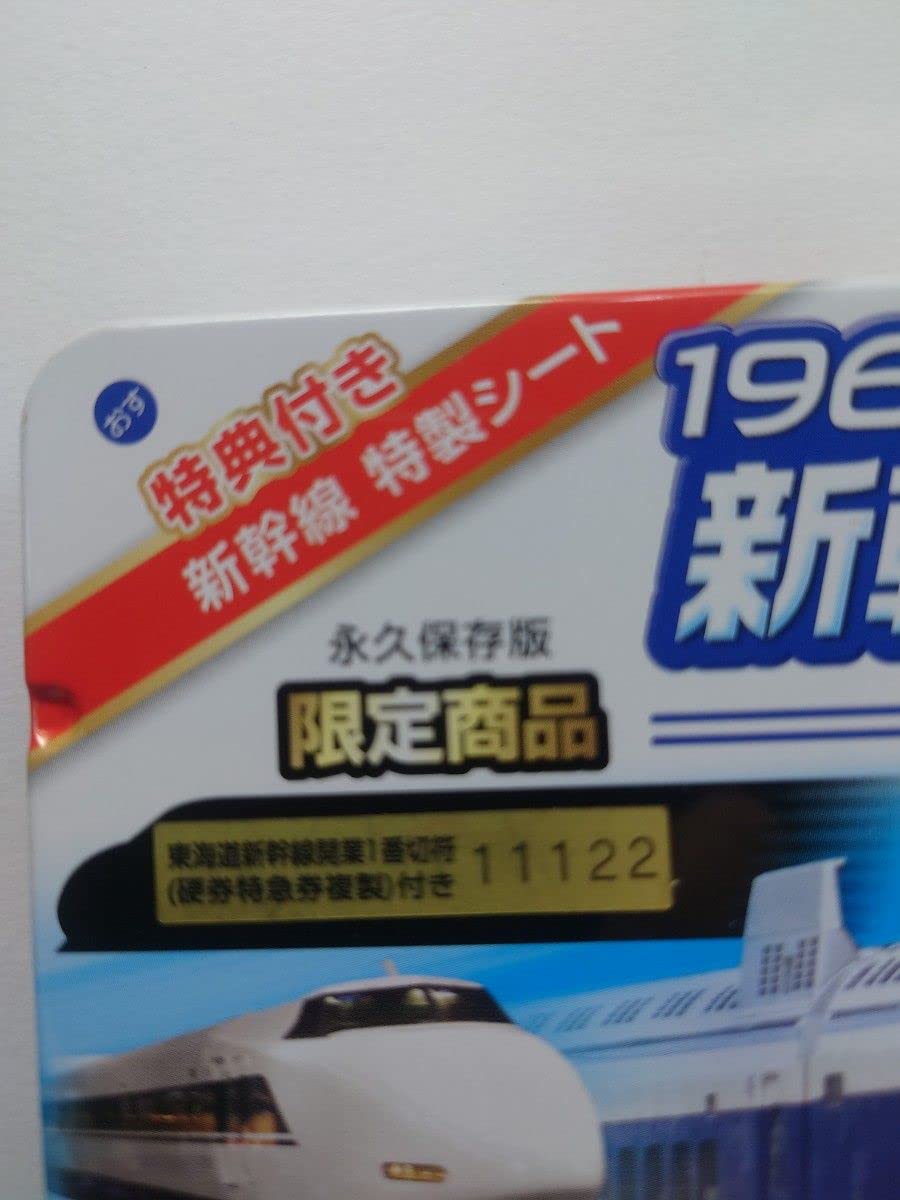 おす
特典付き
新幹線 特製シート
196
新
永久保存版
限定商品
東海道新幹線開業1番切符
(硬券特急券複製)付き
11122